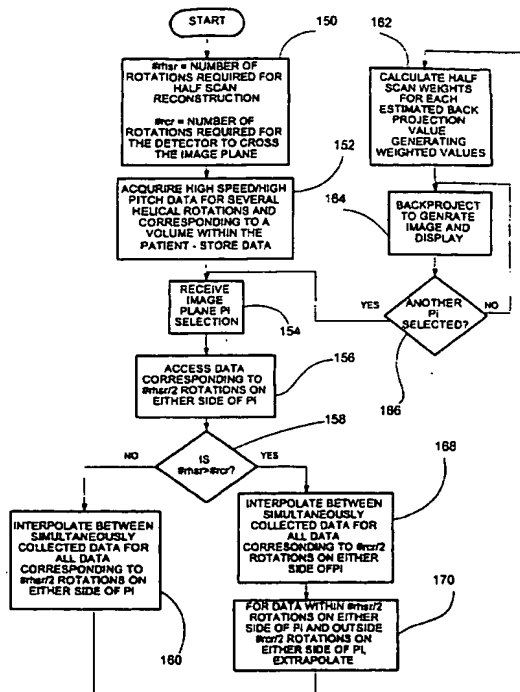 START
150
#rhsr = NUMBER OF
ROTATIONS REQUIRED FOR
HALF SCAN
RECONSTRUCTION
#rcr = NUMBER OF
ROTATIONS REQUIRED FOR
THE DETECTOR TO CROSS
THE IMAGE PLANE
152
ACQURIRE HIGH SPEED/HIGH
PITCH DATA FOR SEVERAL
HELICAL ROTATIONS AND
CORRESPONDING TO A
VOLUME WITHIN THE
PATIENT - STORE DATA
RECEIVE
IMAGE
PLANE Pi
SELECTION
154
ACCESS DATA
CORRESPONDING TO
#rhsr/2 ROTATIONS ON
EITHER SIDE OF Pi
156
158
IS
#rhsr>#rcr?
NO
YES
INTERPOLATE BETWEEN
SIMULTANEOUSLY
COLLECTED DATA FOR
ALL DATA
CORRESPONDING TO
#rhsr/2 ROTATIONS ON
EITHER SIDE OF Pi
160
168
INTERPOLATE BETWEEN
SIMULTANEOUSLY
COLLECTED DATA FOR
ALL DATA
CORRESONDING TO #rcr/2
ROTATIONS ON EITHER
SIDE OFPi
170
FOR DATA WITHIN #rhsr/2
ROTATIONS ON EITHER
SIDE OF Pi AND OUTSIDE
#rcr/2 ROTATIONS ON
EITHER SIDE OF Pi,
EXTRAPOLATE
162
CALCULATE HALF
SCAN WEIGHTS
FOR EACH
ESTIMATED BACK
PROJECTION
VALUE
GENERATING
WEIGHTED VALUES
164
BACKPROJECT
TO GENRATE
IMAGE AND
DISPLAY
YES
ANOTHER
Pi
SELECTED?
NO
186